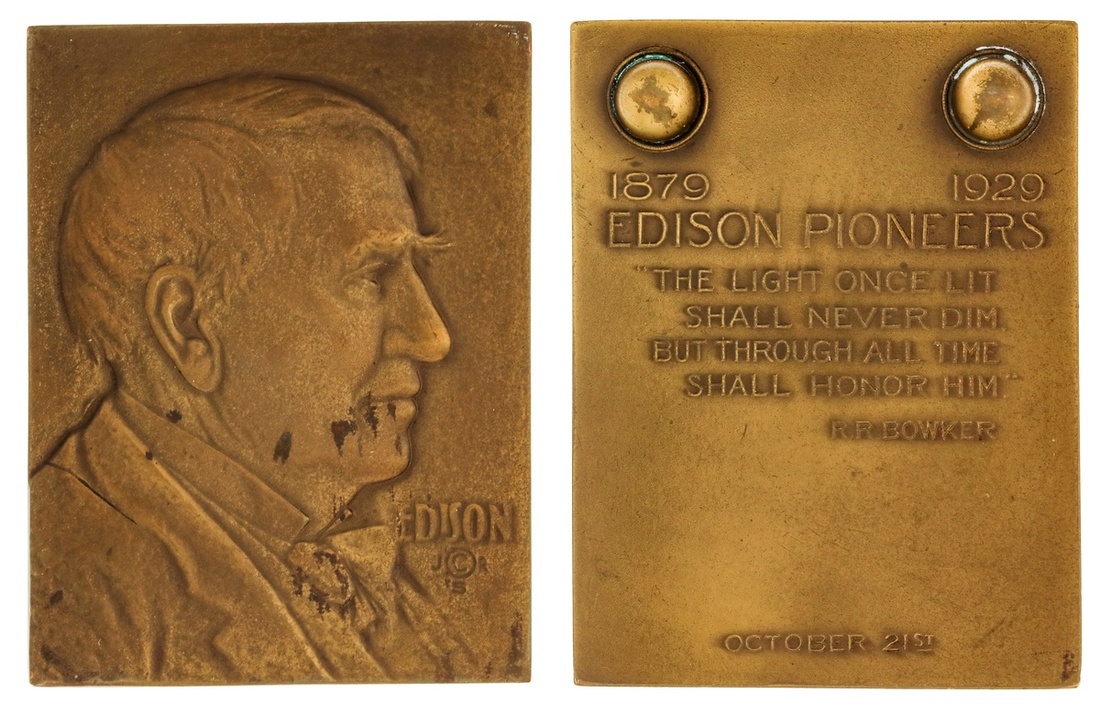 EDISON
J © R
'S
1879 1929
EDISON PIONEERS
"THE LIGHT ONCE LIT
SHALL NEVER DIM
BUT THROUGH ALL TIME
SHALL HONOR HIM"
R.R. BOWKER
OCTOBER 21ST